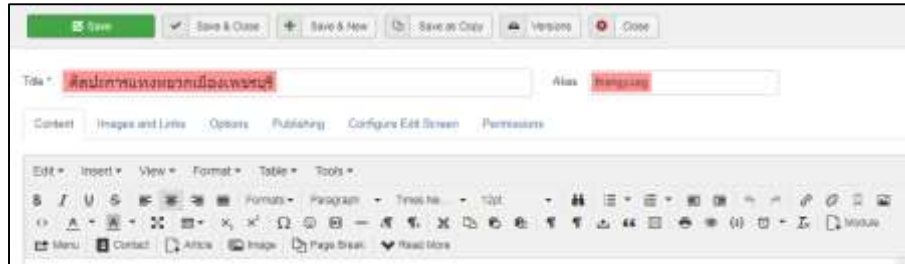 Save Save & Close Save & New Save as Copy Versions Close
Title * ศิลปะการแทงหยวกเมืองเพชรบุรี Alias
Content Images and Links Options Publishing Configure Edit Screen Permissions
Edit Insert View Format Table Tools
B I U S Formats Paragraph Times Ne... 12pt
Module
Menu Contact Article Image Page Break Read More